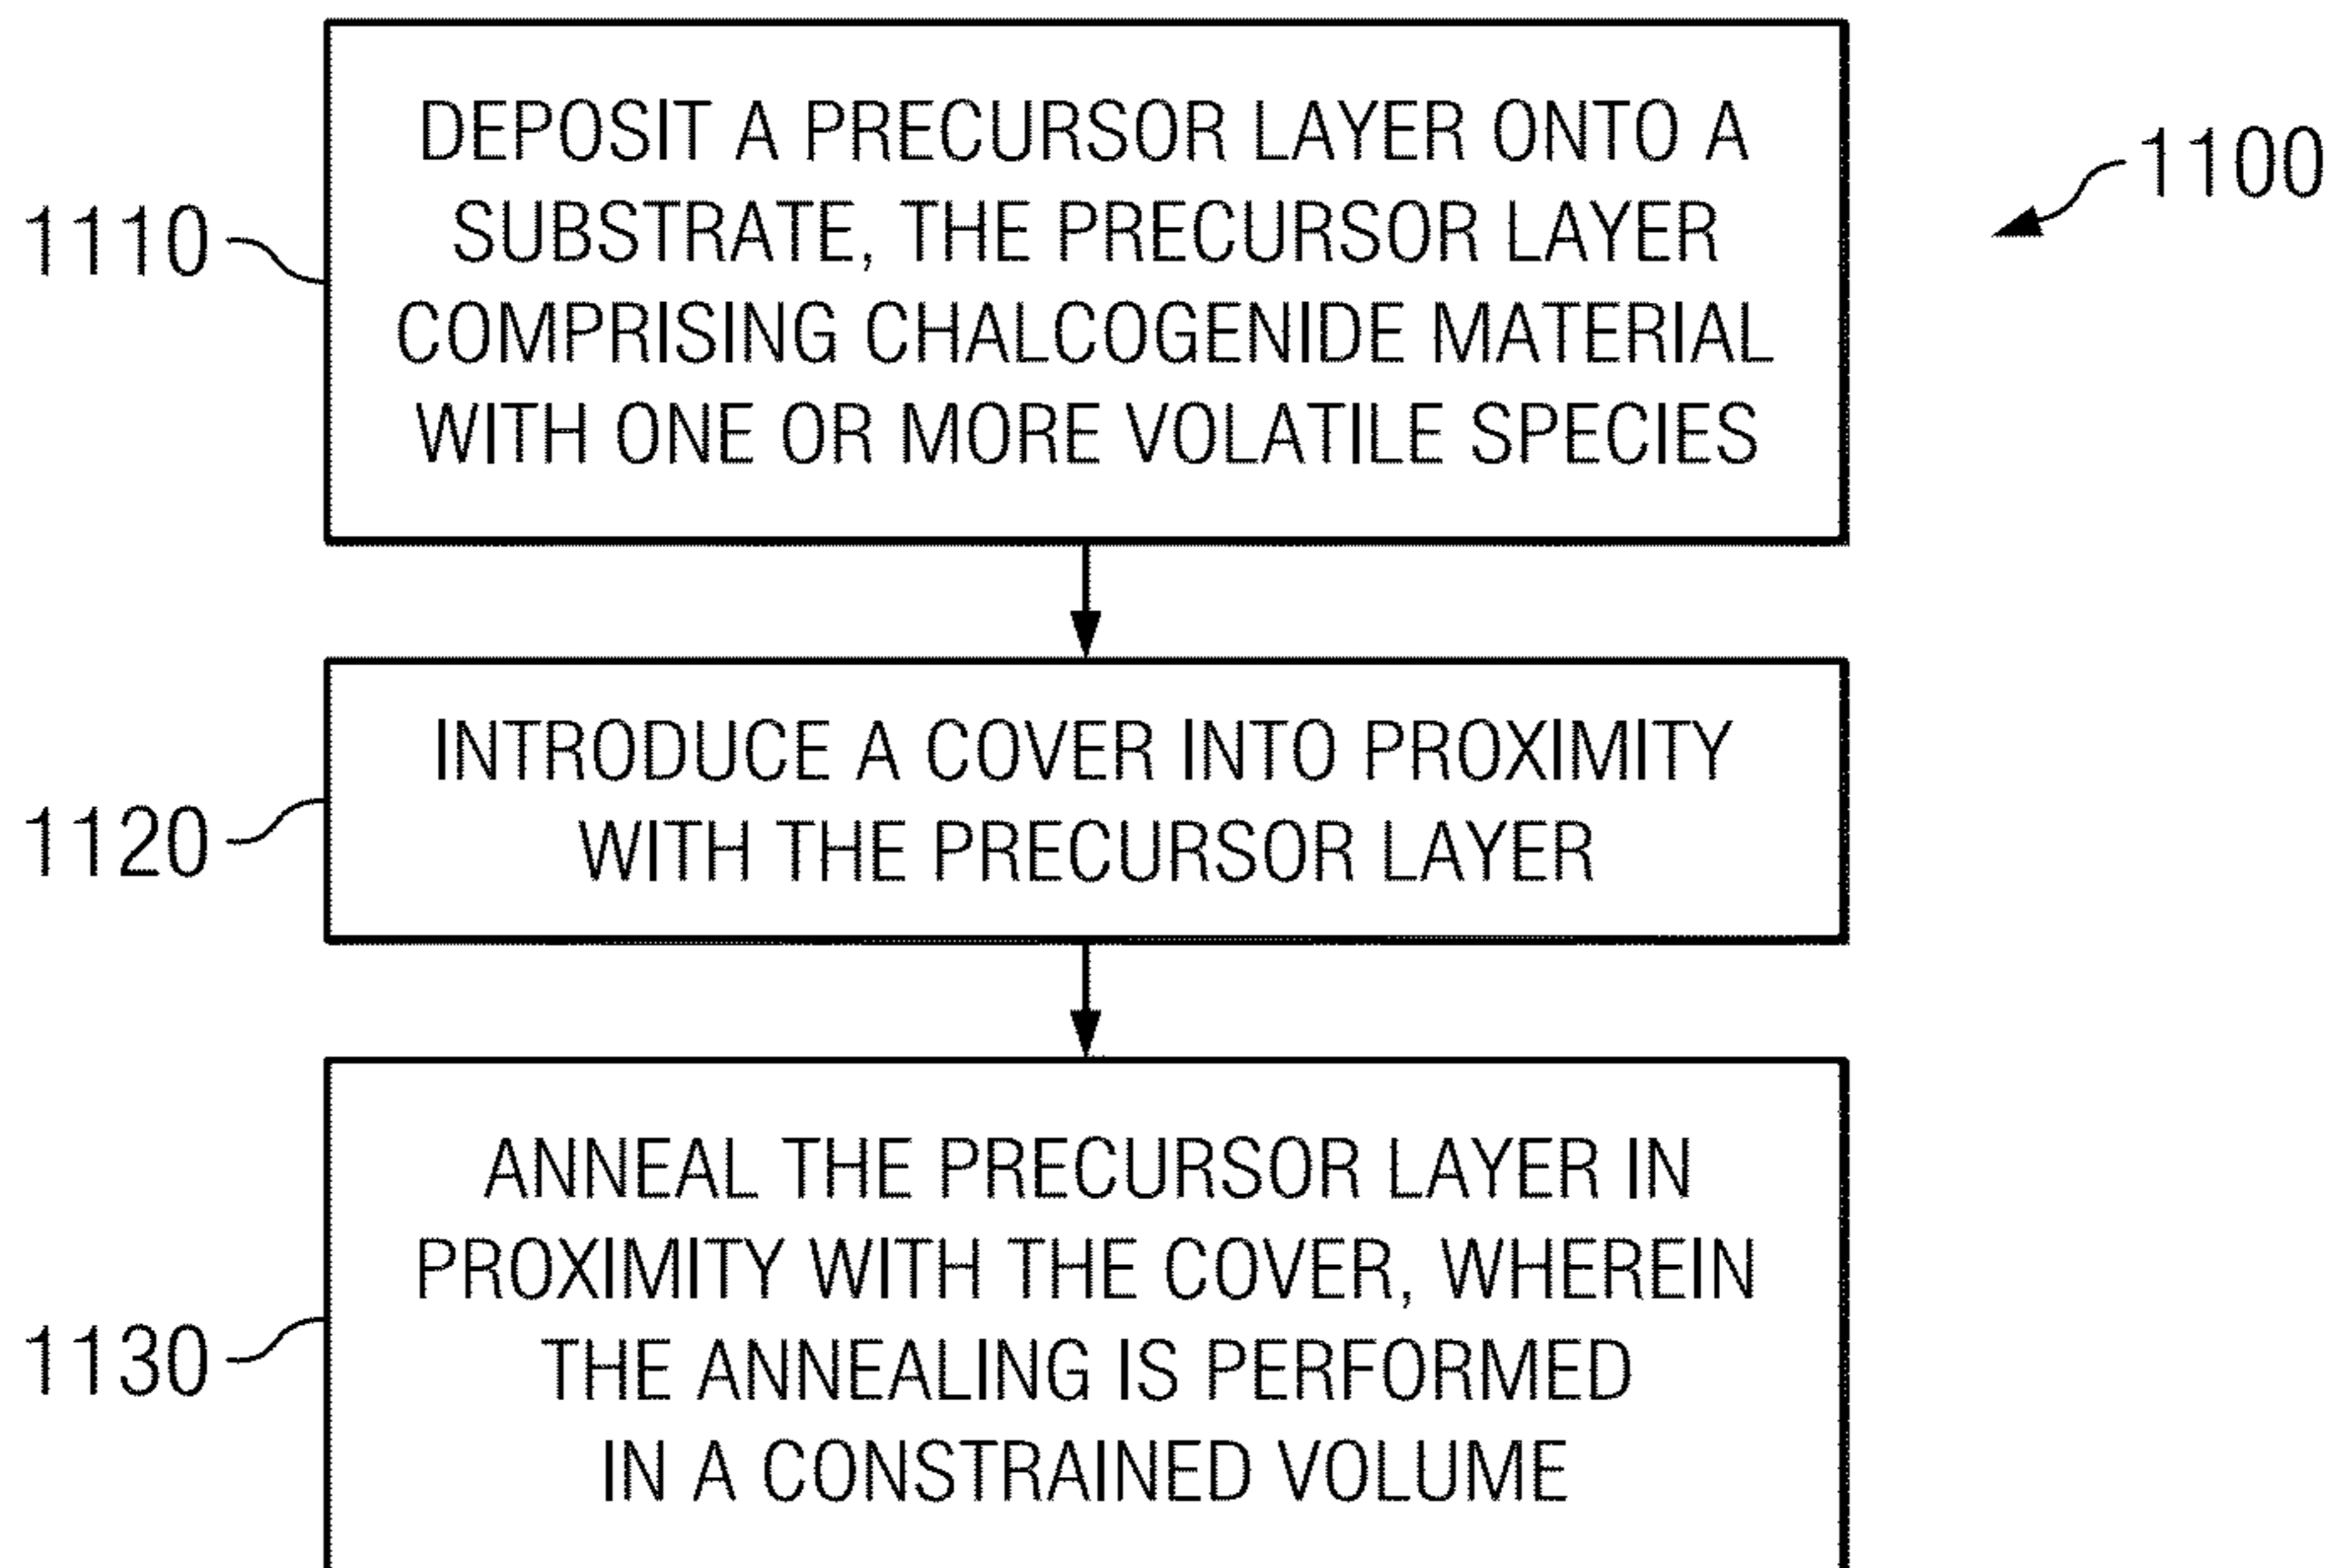 DEPOSIT A PRECURSOR LAYER ONTO A
SUBSTRATE, THE PRECURSOR LAYER
COMPRISING CHALCOGENIDE MATERIAL
WITH ONE OR MORE VOLATILE SPECIES
1110
1100
INTRODUCE A COVER INTO PROXIMITY
WITH THE PRECURSOR LAYER
1120
ANNEAL THE PRECURSOR LAYER IN
PROXIMITY WITH THE COVER, WHEREIN
THE ANNEALING IS PERFORMED
IN A CONSTRAINED VOLUME
1130